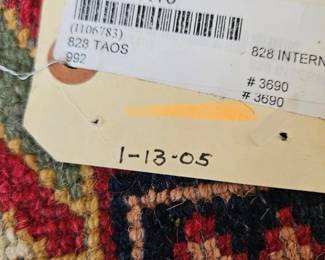 (1106783)
828 TAOS
828 INTERN
992
# 3690
# 3690
1-13-05